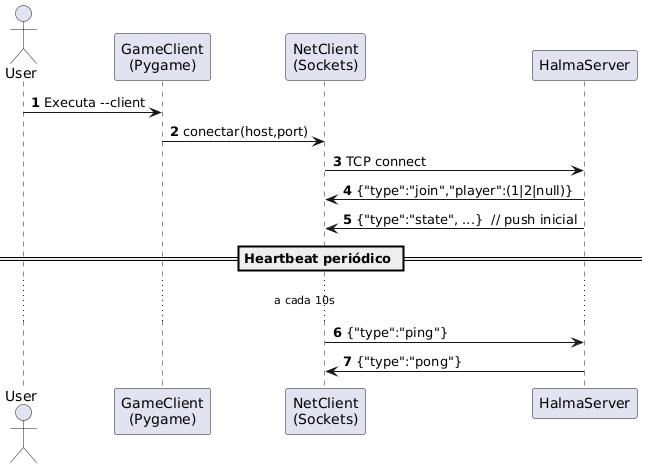 User
GameClient
(Pygame)
NetClient
(Sockets)
HalmaServer
1 Executa --client
2 conectar(host,port)
3 TCP connect
4 {"type":"join","player":(1|2|null)}
5 {"type":"state", ...}  // push inicial
Heartbeat periódico
a cada 10s
6 {"type":"ping"}
7 {"type":"pong"}
User
GameClient
(Pygame)
NetClient
(Sockets)
HalmaServer